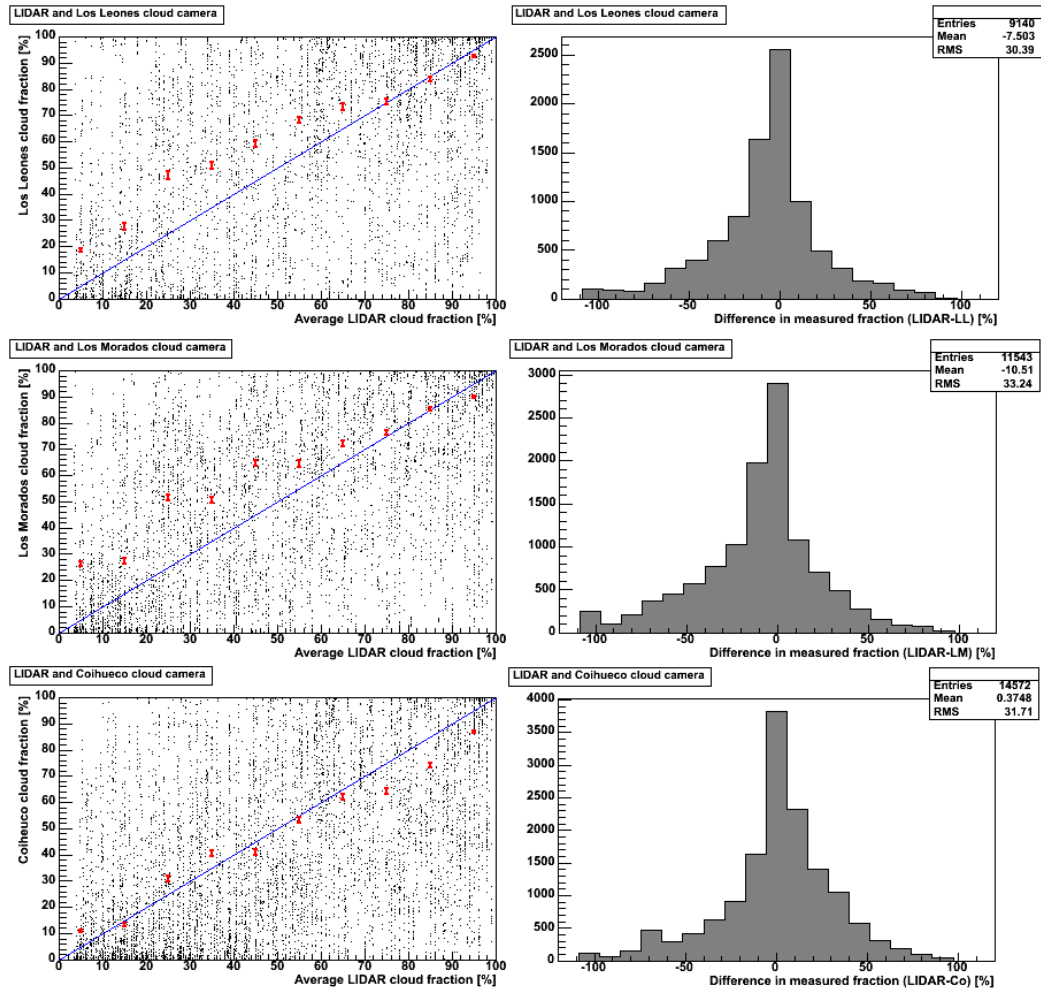 LIDAR and Los Leones cloud camera
Los Leones cloud fraction [%]
100
90
80
70
60
50
40
30
20
10
0
0 10 20 30 40 50 60 70 80 90 100
Average LIDAR cloud fraction [%]
LIDAR and Los Leones cloud camera
Entries 9140
Mean -7.503
RMS 30.39
2500
2000
1500
1000
500
0
-100 -50 0 50 100
Difference in measured fraction (LIDAR-LL) [%]
LIDAR and Los Morados cloud camera
Los Morados cloud fraction [%]
100
90
80
70
60
50
40
30
20
10
0
0 10 20 30 40 50 60 70 80 90 100
Average LIDAR cloud fraction [%]
LIDAR and Los Morados cloud camera
Entries 11543
Mean -10.51
RMS 33.24
3000
2500
2000
1500
1000
500
0
-100 -50 0 50 100
Difference in measured fraction (LIDAR-LM) [%]
LIDAR and Coihueco cloud camera
Coiheuco cloud fraction [%]
100
90
80
70
60
50
40
30
20
10
0
0 10 20 30 40 50 60 70 80 90 100
Average LIDAR cloud fraction [%]
LIDAR and Coihueco cloud camera
Entries 14572
Mean 0.3748
RMS 31.71
4000
3500
3000
2500
2000
1500
1000
500
0
-100 -50 0 50 100
Difference in measured fraction (LIDAR-Co) [%]